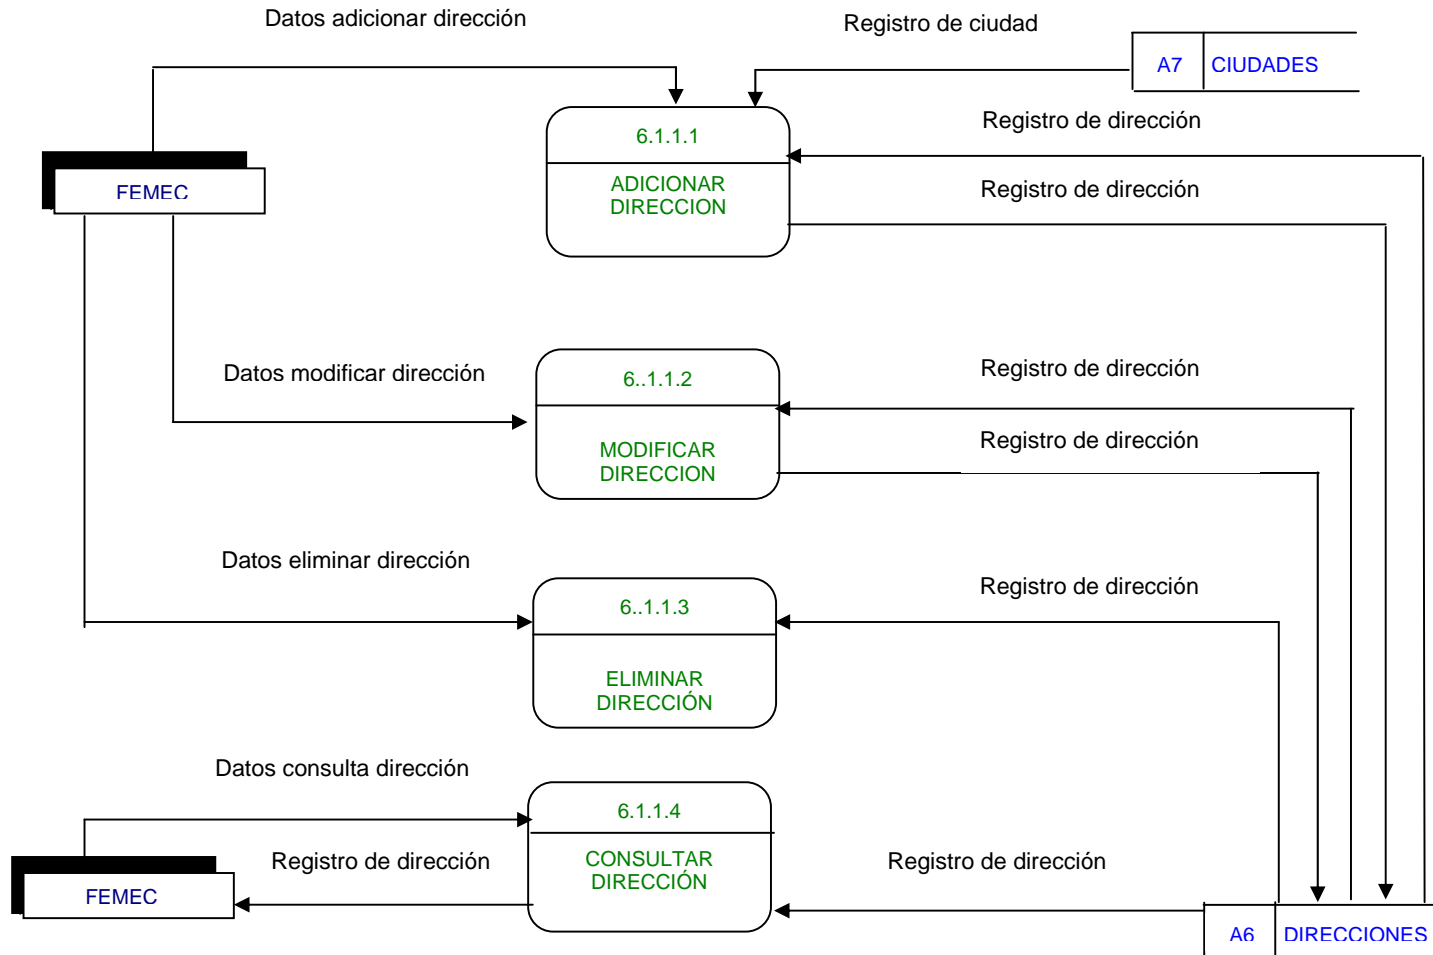 Datos adicionar dirección
Registro de ciudad
A7 CIUDADES
Registro de dirección
6.1.1.1
ADICIONAR
DIRECCION
Registro de dirección
FEMEC
Datos modificar dirección
6..1.1.2
Registro de dirección
MODIFICAR
DIRECCION
Registro de dirección
Datos eliminar dirección
6..1.1.3
Registro de dirección
ELIMINAR
DIRECCIÓN
Datos consulta dirección
6.1.1.4
Registro de dirección
CONSULTAR
DIRECCIÓN
Registro de dirección
FEMEC
A6 DIRECCIONES